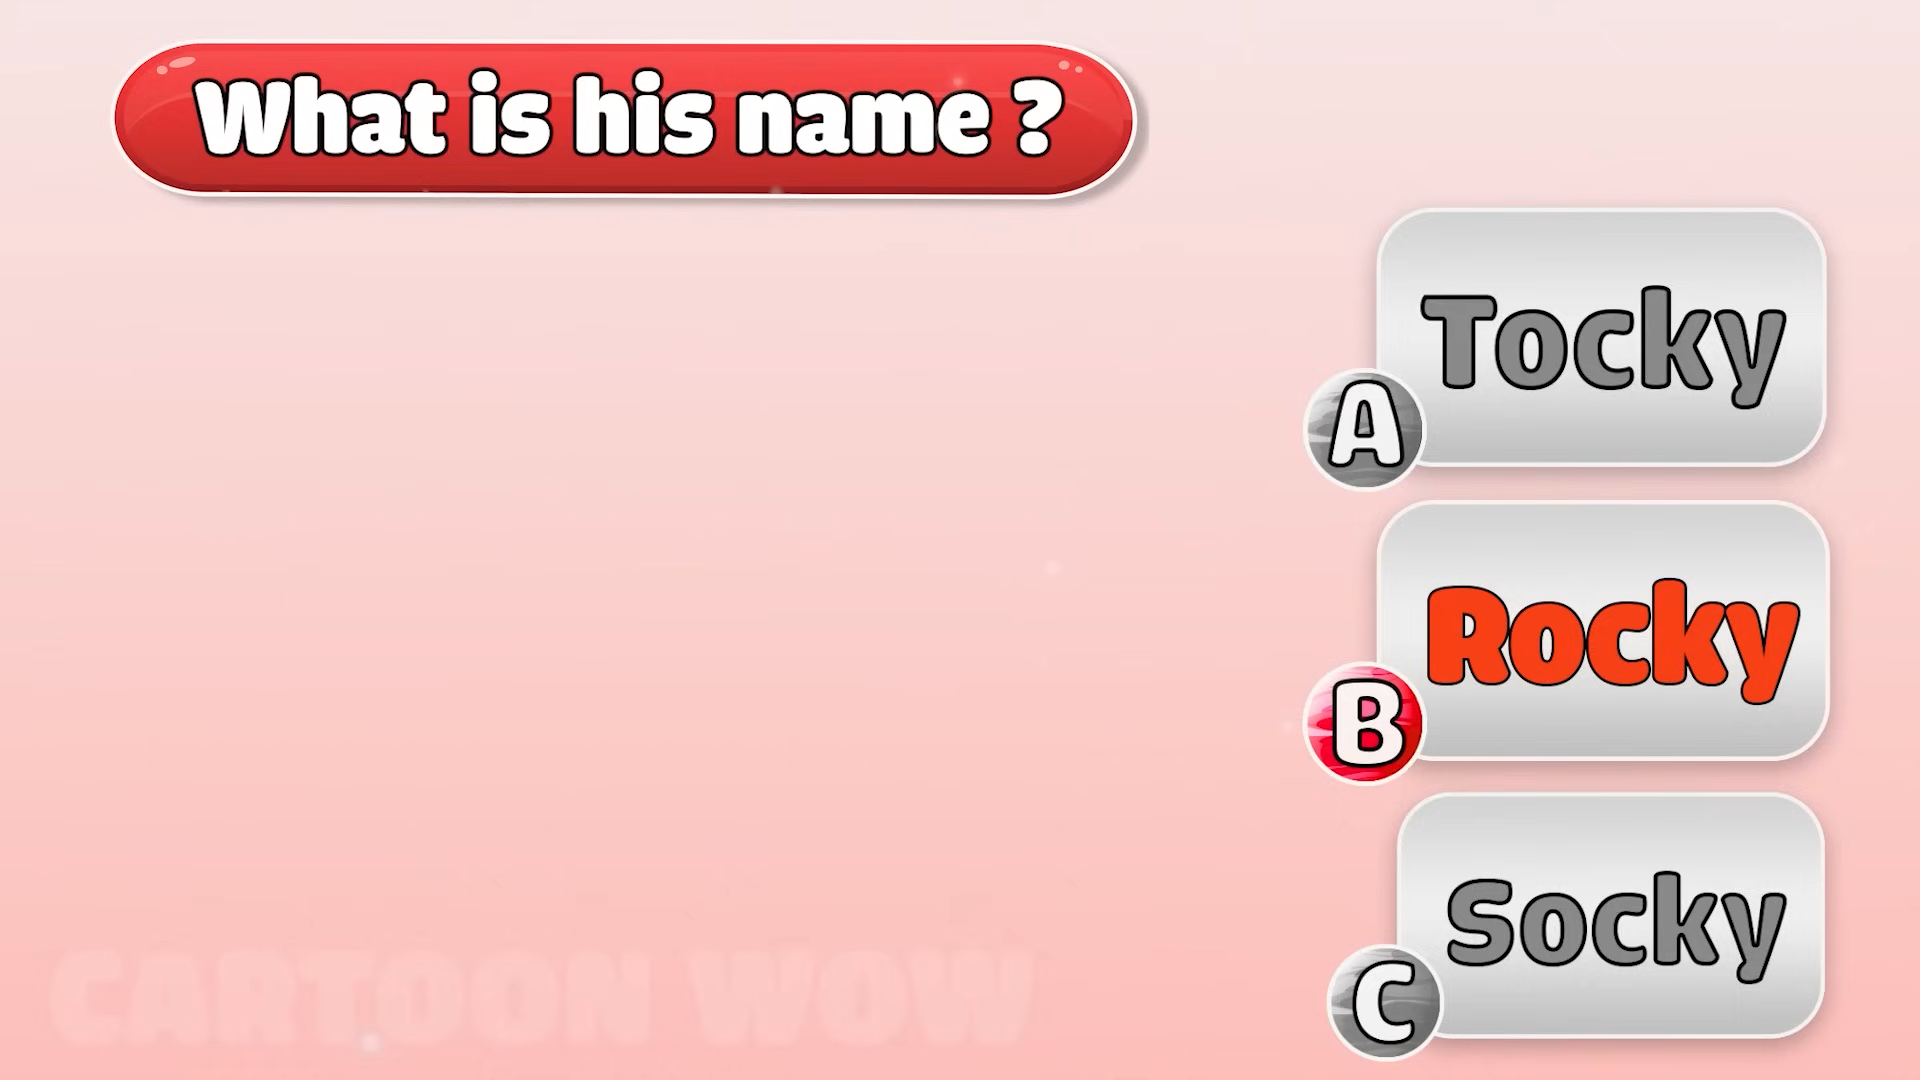 What is his name ?
Tocky
A
Rocky
B
Socky
C
CARTOON WOW